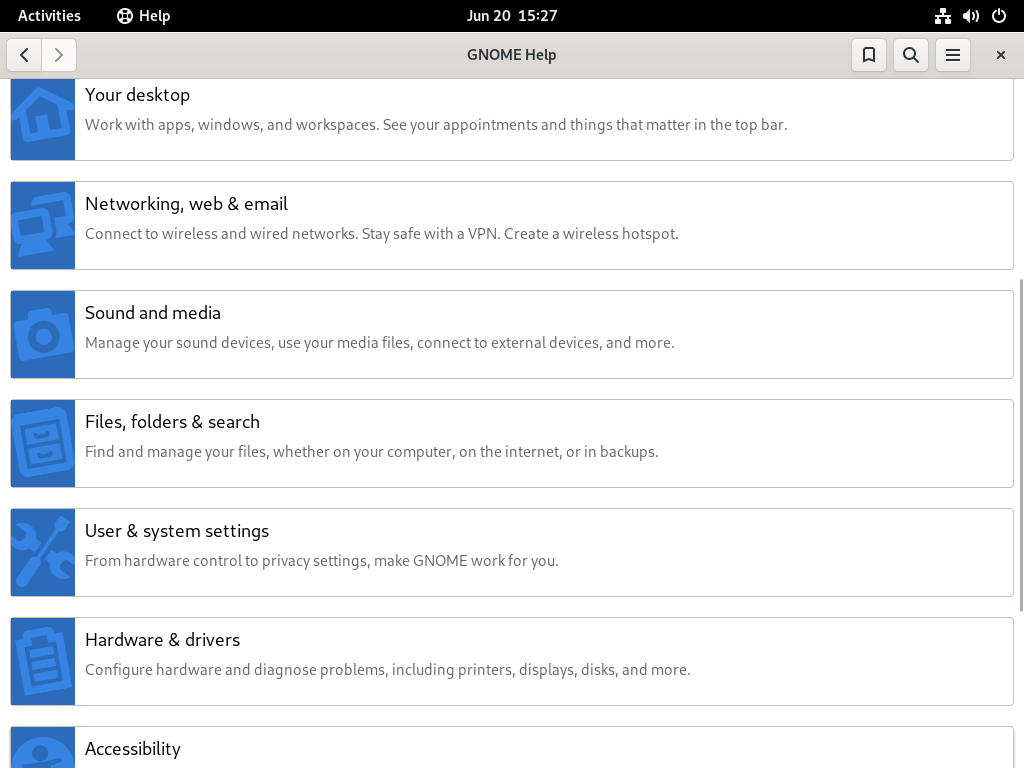 Activities Help Jun 20 15:27
GNOME Help
Your desktop
Work with apps, windows, and workspaces. See your appointments and things that matter in the top bar.
Networking, web & email
Connect to wireless and wired networks. Stay safe with a VPN. Create a wireless hotspot.
Sound and media
Manage your sound devices, use your media files, connect to external devices, and more.
Files, folders & search
Find and manage your files, whether on your computer, on the internet, or in backups.
User & system settings
From hardware control to privacy settings, make GNOME work for you.
Hardware & drivers
Configure hardware and diagnose problems, including printers, displays, disks, and more.
Accessibility